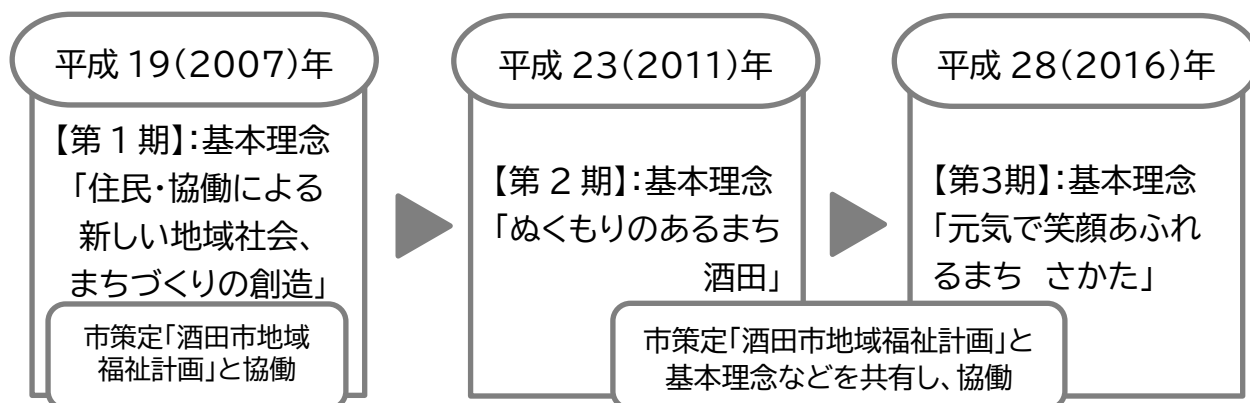 平成 19(2007)年
【第 1 期】:基本理念
「住民・協働による
新しい地域社会、
まちづくりの創造」
市策定「酒田市地域
福祉計画」と協働
平成 23(2011)年
【第 2 期】:基本理念
「ぬくもりのあるまち
酒田」
平成 28(2016)年
【第3期】:基本理念
「元気で笑顔あふれ
るまち　さかた」
市策定「酒田市地域福祉計画」と
基本理念などを共有し、協働